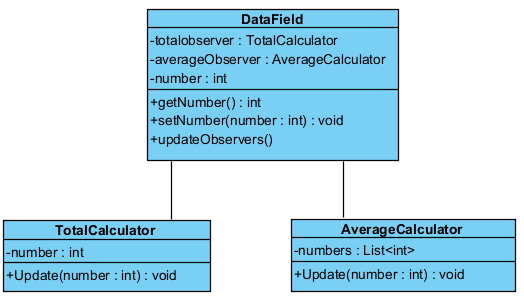 DataField
-totalobserver : TotalCalculator
-averageObserver : AverageCalculator
-number : int
+getNumber() : int
+setNumber(number : int) : void
+updateObservers()
TotalCalculator
-number : int
+Update(number : int) : void
AverageCalculator
-numbers : List<int>
+Update(number : int) : void